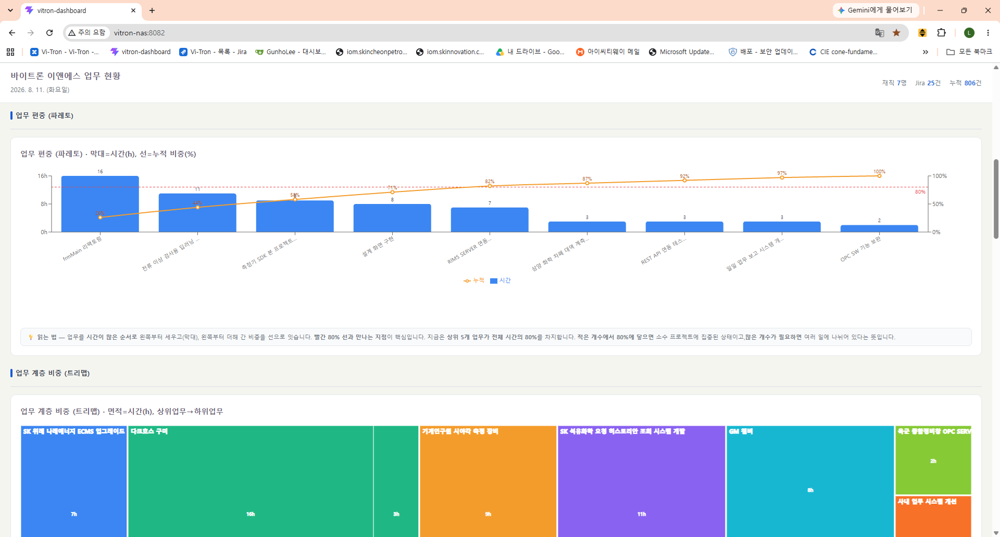 vitron-dashboard
Gemini에게 물어보기
주의 요함
vitron-nas:8082
L
Vi-Tron - Vi-Tron -...
vitron-dashboard
Vi-Tron - 목록 - Jira
GunhoLee - 대시보...
iom.skincheonpetro...
iom.skinnovation.c...
내 드라이브 - Goo...
아이씨티웨이 메일
Microsoft Update...
배포 - 보안 업데이...
CIE cone-fundame...
모든 북마크
바이트론 이앤에스 업무 현황
2026. 8. 11. (화요일)
재직 7명 Jira 25건 누적 806건
업무 편중 (파레토)
업무 편중 (파레토) · 막대=시간(h), 선=누적 비중(%)
16h
8h
0h
16
11
8
7
3
3
3
2
44%
58%
71%
82%
87%
92%
97%
100%
100%
80%
50%
0%
frmMain 리팩토링
전류 이상 검사용 딥러닝 ...
측정기 SDK 본 프로젝트...
설계 화면 구현
RIMS SERVER 연동...
삼양 화학 차폐 대역 계측...
REST API 연동 테스...
일일 업무 보고 시스템 개...
OPC SW 기능 보완
누적 시간
읽는 법 — 업무를 시간이 많은 순서로 왼쪽부터 세우고(막대), 왼쪽부터 더해 간 비중을 선으로 잇습니다. 빨간 80% 선과 만나는 지점이 핵심입니다. 지금은 상위 5개 업무가 전체 시간의 80%를 차지합니다. 적은 개수에서 80%에 닿으면 소수 프로젝트에 집중된 상태이고,많은 개수가 필요하면 여러 일에 나뉘어 있다는 뜻입니다.
업무 계층 비중 (트리맵)
업무 계층 비중 (트리맵) · 면적=시간(h), 상위업무→하위업무
SK 위례 나래에너지 ECMS 업그레이드
7h
다크호스 구미
16h
3h
기계연구원 시야각 측정 장비
9h
SK 석유화학 요청 히스토리안 조회 시스템 개발
11h
GM 웰비
8h
육군 종합정비창 OPC SERV
2h
사내 업무 시스템 개선